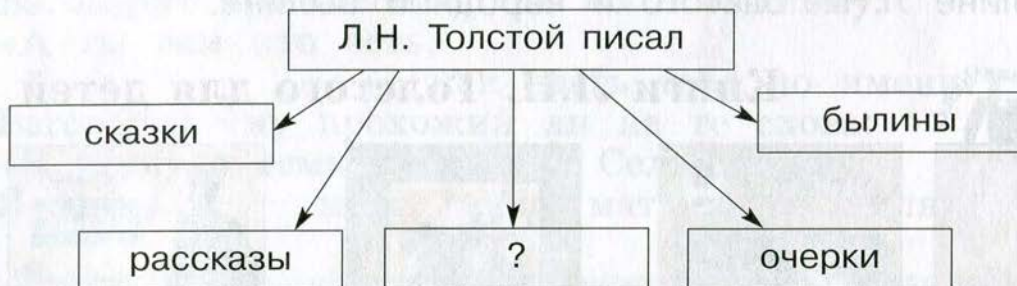 Л.Н. Толстой писал
сказки
былины
рассказы
?
очерки